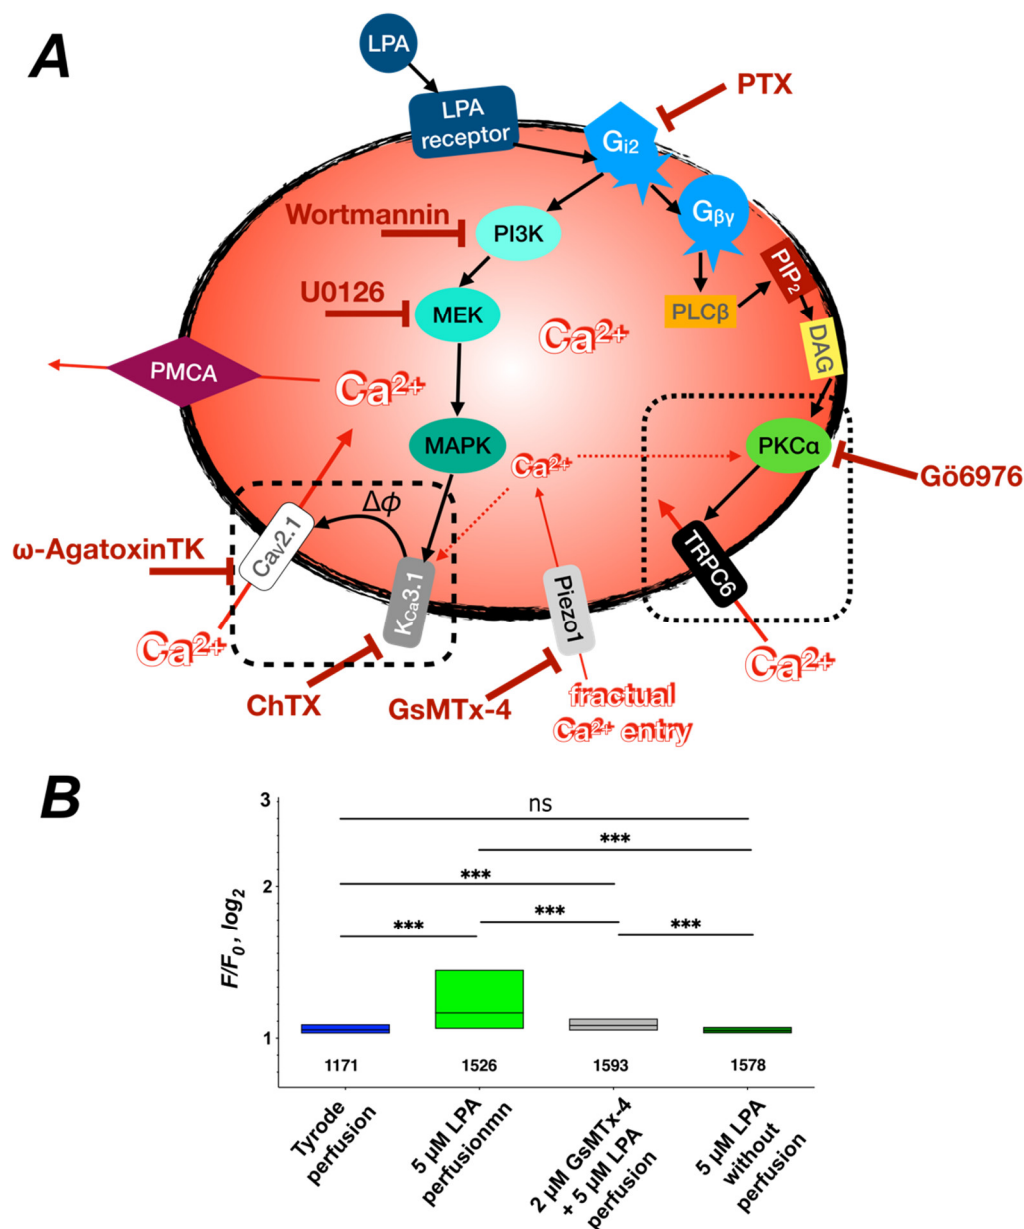 A
LPA
LPA
receptor
Gi2
PTX
Gβγ
Wortmannin
PI3K
PIP2
U0126
MEK
PLCβ
DAG
Ca2+
PMCA
Ca2+
MAPK
PKCα
Ca2+
Gö6976
Δϕ
ω-AgatoxinTK
CaV2.1
KCa3.1
Piezo1
TRPC6
Ca2+
Ca2+
ChTX
GsMTx-4
fractual
Ca2+ entry
B
3
ns
***
***
2
***
***
***
F/F0, log2
1
1171
1526
1593
1578
Tyrode
perfusion
5 µM LPA
perfusionmn
2 µM GsMTx-4
+ 5 µM LPA
perfusion
5 µM LPA
without
perfusion